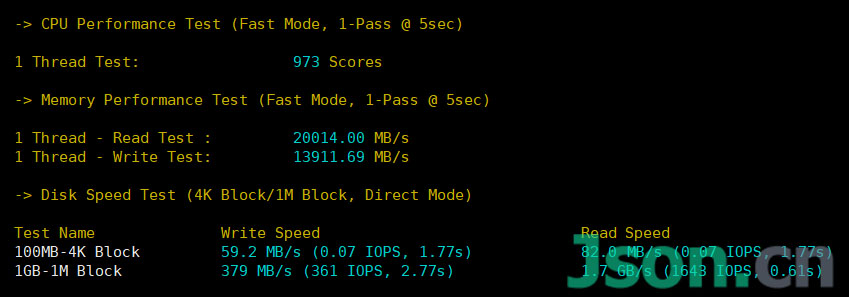 -> CPU Performance Test (Fast Mode, 1-Pass @ 5sec)
1 Thread Test: 973 Scores
-> Memory Performance Test (Fast Mode, 1-Pass @ 5sec)
1 Thread - Read Test : 20014.00 MB/s
1 Thread - Write Test: 13911.69 MB/s
-> Disk Speed Test (4K Block/1M Block, Direct Mode)
Test Name Write Speed Read Speed
100MB-4K Block 59.2 MB/s (0.07 IOPS, 1.77s) 82.0 MB/s (0.07 IOPS, 1.77s)
1GB-1M Block 379 MB/s (361 IOPS, 2.77s) 1.7 GB/s (1643 IOPS, 0.61s)
Json.cn